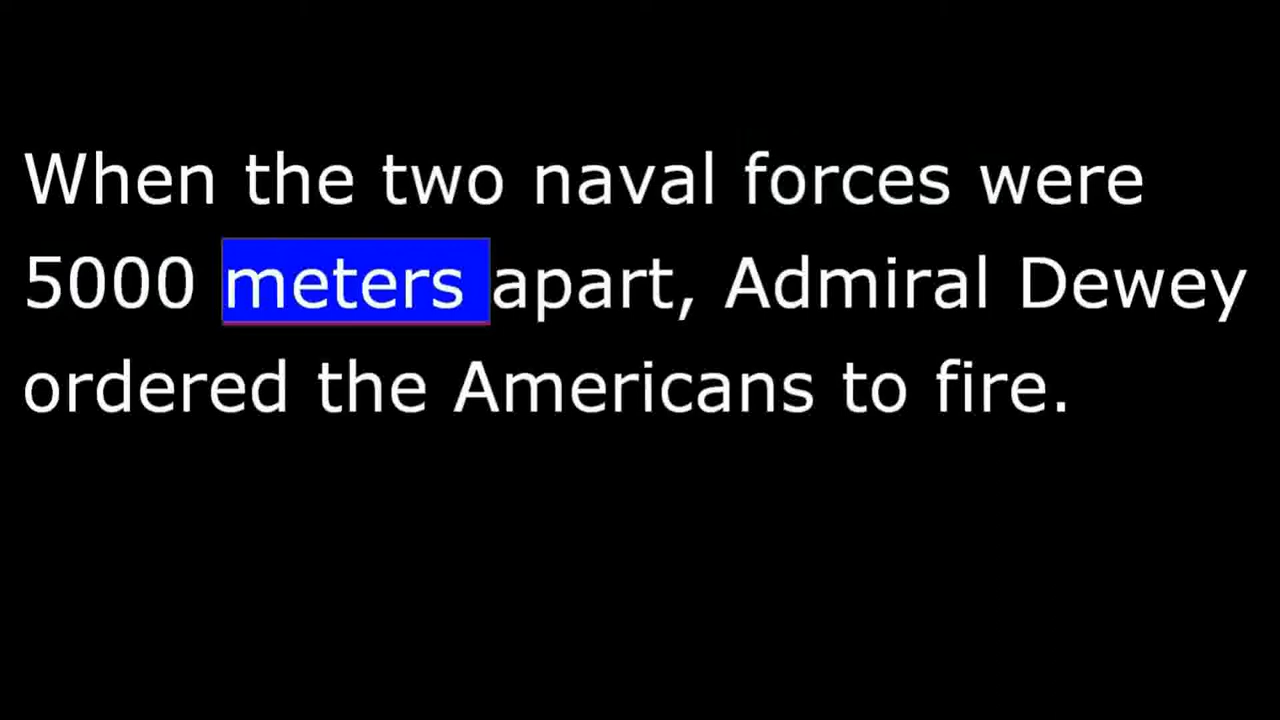 When the two naval forces were
5000 meters apart, Admiral Dewey
ordered the Americans to fire.